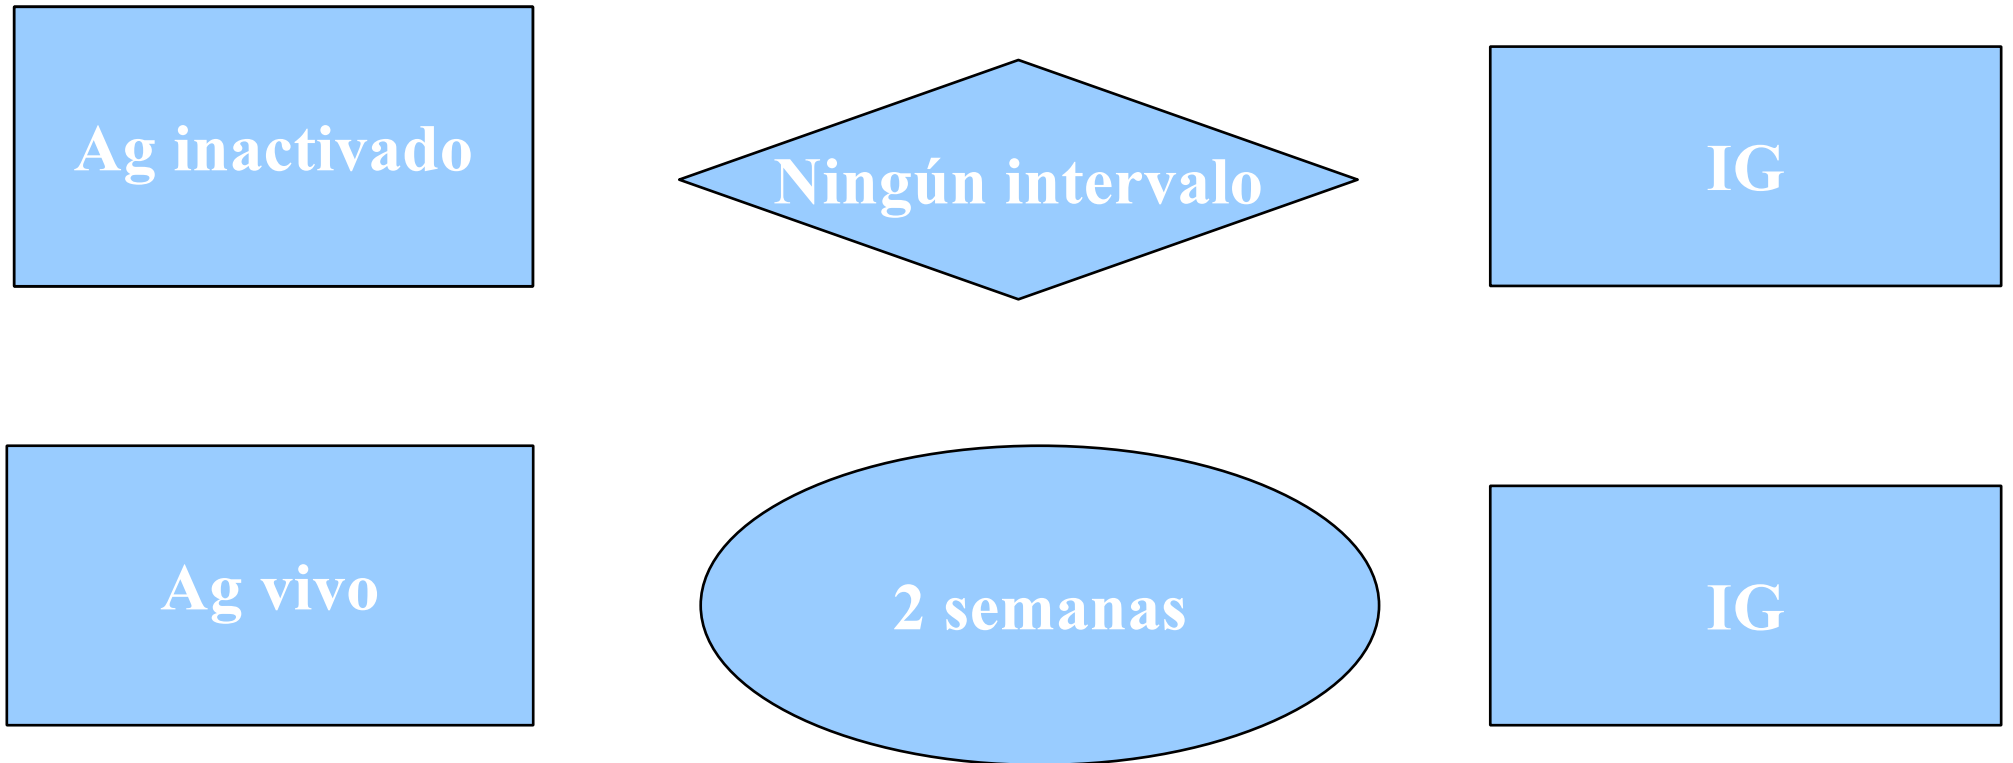 Ag inactivado
Ningún intervalo
IG
Ag vivo
2 semanas
IG